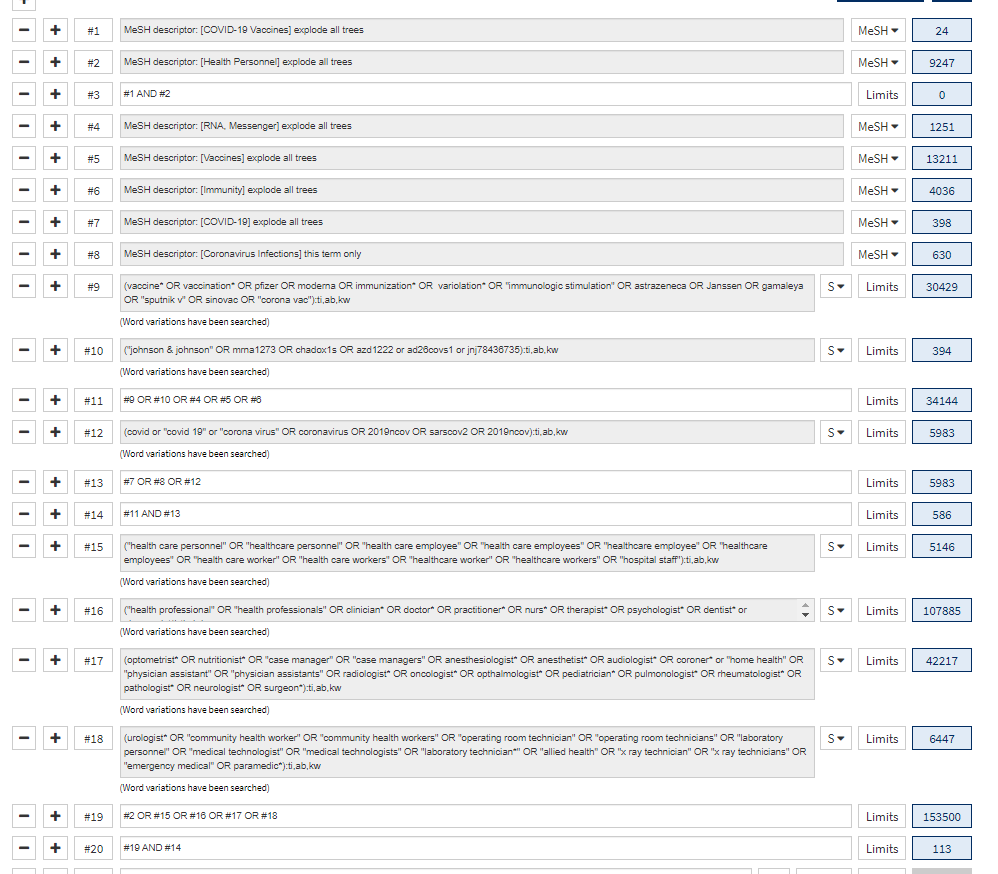 #1 MeSH descriptor: [COVID-19 Vaccines] explode all trees MeSH 24
#2 MeSH descriptor: [Health Personnel] explode all trees MeSH 9247
#3 #1 AND #2 Limits 0
#4 MeSH descriptor: [RNA, Messenger] explode all trees MeSH 1251
#5 MeSH descriptor: [Vaccines] explode all trees MeSH 13211
#6 MeSH descriptor: [Immunity] explode all trees MeSH 4036
#7 MeSH descriptor: [COVID-19] explode all trees MeSH 398
#8 MeSH descriptor: [Coronavirus Infections] this term only MeSH 630
#9 (vaccine* OR vaccination* OR pfizer OR moderna OR immunization* OR variolation* OR "immunologic stimulation" OR astrazeneca OR Janssen OR gamaleya S Limits 30429
OR "sputnik v" OR sinovac OR "corona vac"):ti,ab,kw
(Word variations have been searched)
#10 ("johnson & johnson" OR mrna1273 OR chadox1s OR azd1222 or ad26covs1 or jnj78436735):ti,ab,kw S Limits 394
(Word variations have been searched)
#11 #9 OR #10 OR #4 OR #5 OR #6 Limits 34144
#12 (covid or "covid 19" or "corona virus" OR coronavirus OR 2019ncov OR sarscov2 OR 2019ncov):ti,ab,kw S Limits 5983
(Word variations have been searched)
#13 #7 OR #8 OR #12 Limits 5983
#14 #11 AND #13 Limits 586
#15 ("health care personnel" OR "healthcare personnel" OR "health care employee" OR "health care employees" OR "healthcare employee" OR "healthcare S Limits 5146
employees" OR "health care worker" OR "health care workers" OR "healthcare worker" OR "healthcare workers" OR "hospital staff"):ti,ab,kw
(Word variations have been searched)
#16 ("health professional" OR "health professionals" OR clinician* OR doctor* OR practitioner* OR nurs* OR therapist* OR psychologist* OR dentist* or S Limits 107885
(Word variations have been searched)
#17 (optometrist* OR nutritionist* OR "case manager" OR "case managers" OR anesthesiologist* OR anesthetist* OR audiologist* OR coroner* or "home health" OR S Limits 42217
"physician assistant" OR "physician assistants" OR radiologist* OR oncologist* OR opthalmologist* OR pediatrician* OR pulmonologist* OR rheumatologist* OR
pathologist* OR neurologist* OR surgeon*):ti,ab,kw
(Word variations have been searched)
#18 (urologist* OR "community health worker" OR "community health workers" OR "operating room technician" OR "operating room technicians" OR "laboratory S Limits 6447
personnel" OR "medical technologist" OR "medical technologists" OR "laboratory technician*" OR "allied health" OR "x ray technician" OR "x ray technicians" OR
"emergency medical" OR paramedic*):ti,ab,kw
(Word variations have been searched)
#19 #2 OR #15 OR #16 OR #17 OR #18 Limits 153500
#20 #19 AND #14 Limits 113